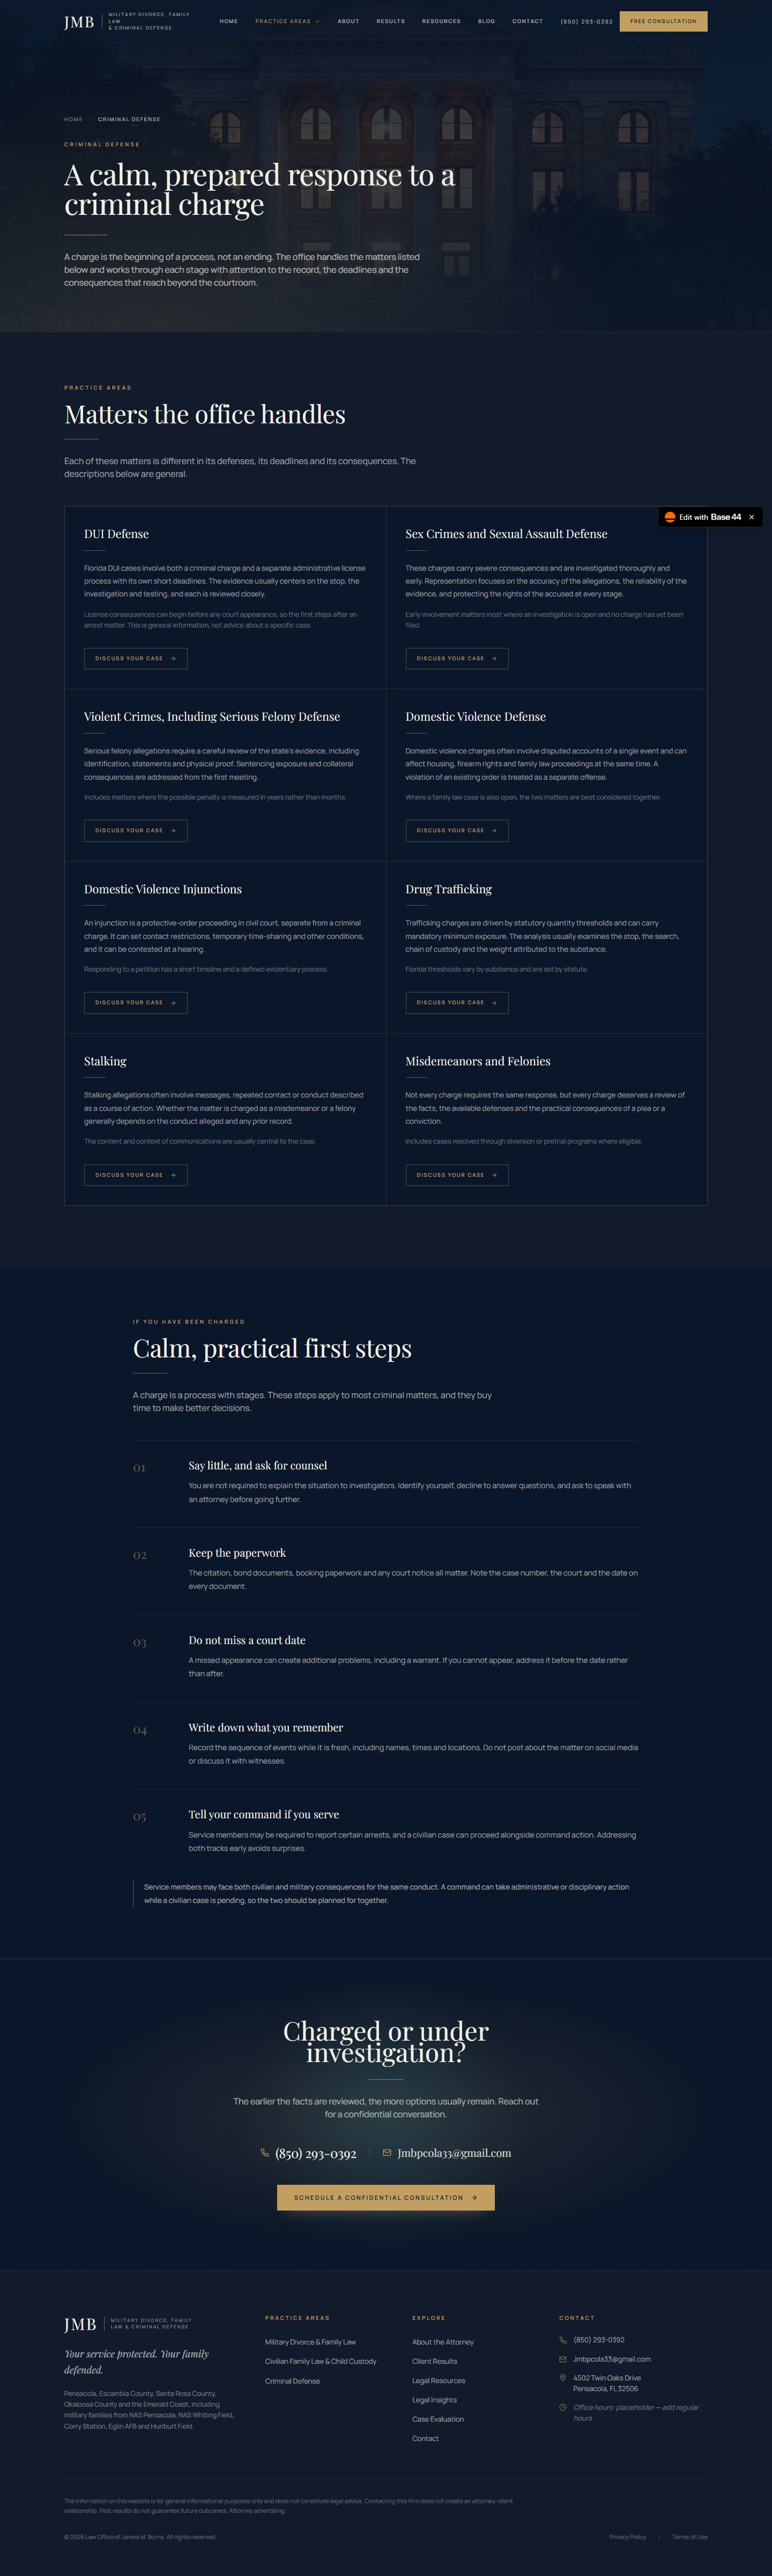 JMB
MILITARY DIVORCE, FAMILY
LAW
& CRIMINAL DEFENSE
HOME
PRACTICE AREAS
ABOUT
RESULTS
RESOURCES
BLOG
CONTACT
(850) 293-0392
FREE CONSULTATION
HOME
CRIMINAL DEFENSE
CRIMINAL DEFENSE
A calm, prepared response to a
criminal charge
A charge is the beginning of a process, not an ending. The office handles the matters listed
below and works through each stage with attention to the record, the deadlines and the
consequences that reach beyond the courtroom.
PRACTICE AREAS
Matters the office handles
Each of these matters is different in its defenses, its deadlines and its consequences. The
descriptions below are general.
Edit with Base44
DUI Defense
Florida DUI cases involve both a criminal charge and a separate administrative license
process with its own short deadlines. The evidence usually centers on the stop, the
investigation and testing, and each is reviewed closely.
License consequences can begin before any court appearance, so the first steps after an
arrest matter. This is general information, not advice about a specific case.
DISCUSS YOUR CASE
Sex Crimes and Sexual Assault Defense
These charges carry severe consequences and are investigated thoroughly and
early. Representation focuses on the accuracy of the allegations, the reliability of the
evidence, and protecting the rights of the accused at every stage.
Early involvement matters most where an investigation is open and no charge has yet been
filed.
DISCUSS YOUR CASE
Violent Crimes, Including Serious Felony Defense
Serious felony allegations require a careful review of the state's evidence, including
identification, statements and physical proof. Sentencing exposure and collateral
consequences are addressed from the first meeting.
Includes matters where the possible penalty is measured in years rather than months.
DISCUSS YOUR CASE
Domestic Violence Defense
Domestic violence charges often involve disputed accounts of a single event and can
affect housing, firearm rights and family law proceedings at the same time. A
violation of an existing order is treated as a separate offense.
Where a family law case is also open, the two matters are best considered together.
DISCUSS YOUR CASE
Domestic Violence Injunctions
An injunction is a protective-order proceeding in civil court, separate from a criminal
charge. It can set contact restrictions, temporary time-sharing and other conditions,
and it can be contested at a hearing.
Responding to a petition has a short timeline and a defined evidentiary process.
DISCUSS YOUR CASE
Drug Trafficking
Trafficking charges are driven by statutory quantity thresholds and can carry
mandatory minimum exposure. The analysis usually examines the stop, the search,
chain of custody and the weight attributed to the substance.
Florida thresholds vary by substance and are set by statute.
DISCUSS YOUR CASE
Stalking
Stalking allegations often involve messages, repeated contact or conduct described
as a course of action. Whether the matter is charged as a misdemeanor or a felony
generally depends on the conduct alleged and any prior record.
The content and context of communications are usually central to the case.
DISCUSS YOUR CASE
Misdemeanors and Felonies
Not every charge requires the same response, but every charge deserves a review of
the facts, the available defenses and the practical consequences of a plea or a
conviction.
Includes cases resolved through diversion or pretrial programs where eligible.
DISCUSS YOUR CASE
IF YOU HAVE BEEN CHARGED
Calm, practical first steps
A charge is a process with stages. These steps apply to most criminal matters, and they buy
time to make better decisions.
01
Say little, and ask for counsel
You are not required to explain the situation to investigators. Identify yourself, decline to answer questions, and ask to speak with
an attorney before going further.
02
Keep the paperwork
The citation, bond documents, booking paperwork and any court notice all matter. Note the case number, the court and the date on
every document.
03
Do not miss a court date
A missed appearance can create additional problems, including a warrant. If you cannot appear, address it before the date rather
than after.
04
Write down what you remember
Record the sequence of events while it is fresh, including names, times and locations. Do not post about the matter on social media
or discuss it with witnesses.
05
Tell your command if you serve
Service members may be required to report certain arrests, and a civilian case can proceed alongside command action. Addressing
both tracks early avoids surprises.
Service members may face both civilian and military consequences for the same conduct. A command can take administrative or disciplinary action
while a civilian case is pending, so the two should be planned for together.
Charged or under
investigation?
The earlier the facts are reviewed, the more options usually remain. Reach out
for a confidential conversation.
(850) 293-0392
Jmbpcola33@gmail.com
SCHEDULE A CONFIDENTIAL CONSULTATION
JMB
MILITARY DIVORCE, FAMILY
LAW & CRIMINAL DEFENSE
Your service protected. Your family
defended.
Pensacola, Escambia County, Santa Rosa County,
Okaloosa County and the Emerald Coast, including
military families from NAS Pensacola, NAS Whiting Field,
Corry Station, Eglin AFB and Hurlburt Field.
PRACTICE AREAS
Military Divorce & Family Law
Civilian Family Law & Child Custody
Criminal Defense
EXPLORE
About the Attorney
Client Results
Legal Resources
Legal Insights
Case Evaluation
Contact
CONTACT
(850) 293-0392
Jmbpcola33@gmail.com
4502 Twin Oaks Drive
Pensacola, FL 32506
Office hours: placeholder — add regular
hours
The information on this website is for general informational purposes only and does not constitute legal advice. Contacting this firm does not create an attorney-client
relationship. Past results do not guarantee future outcomes. Attorney advertising.
© 2026 Law Office of James M. Burns. All rights reserved.
Privacy Policy
Terms of Use